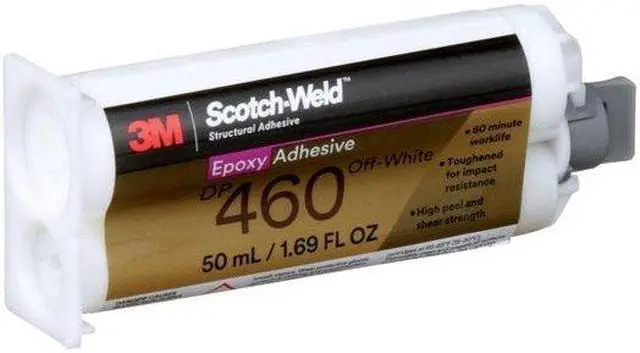 3M
Scotch-Weld™
Structural Adhesive
Epoxy Adhesive
DP
460
Off-White
50 mL / 1.69 FL OZ
• 60 minute
worklife
• Toughened
for impact
resistance
• High peel and
shear strength